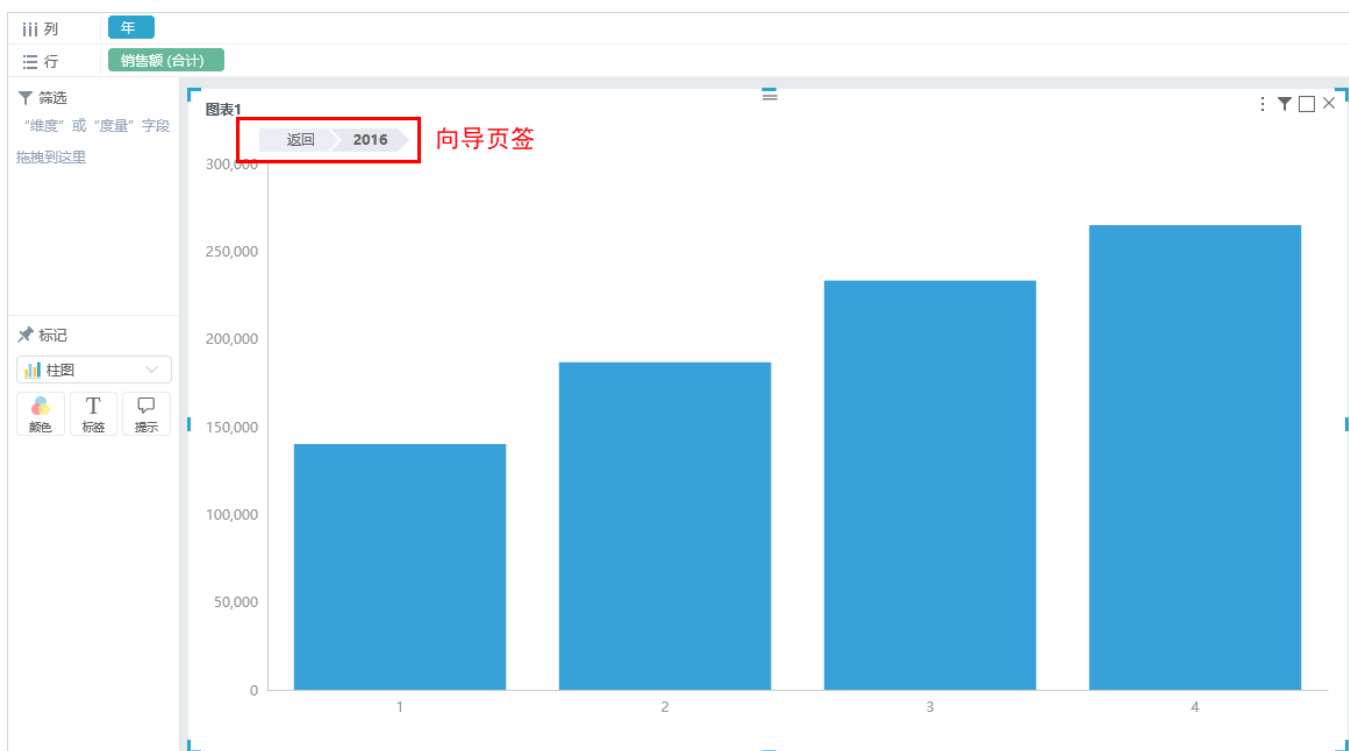 列 年
行 销售额 (合计)
筛选
“维度” 或 “度量” 字段
拖拽到这里
图表1
返回 2016 向导页签
300,000
250,000
200,000
150,000
100,000
50,000
0
1 2 3 4
标记
柱图
颜色 T 标签 提示